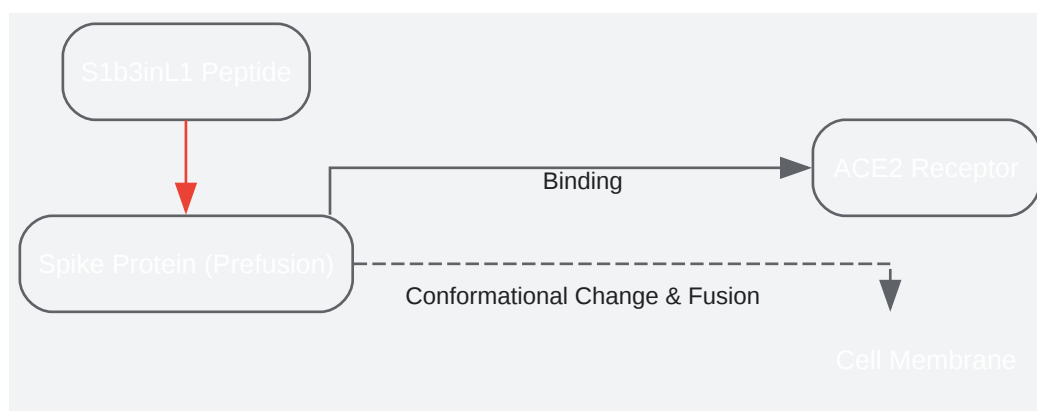 S1b3inL1 Peptide
ACE2 Receptor
Binding
Spike Protein (Prefusion)
Conformational Change & Fusion
Cell Membrane